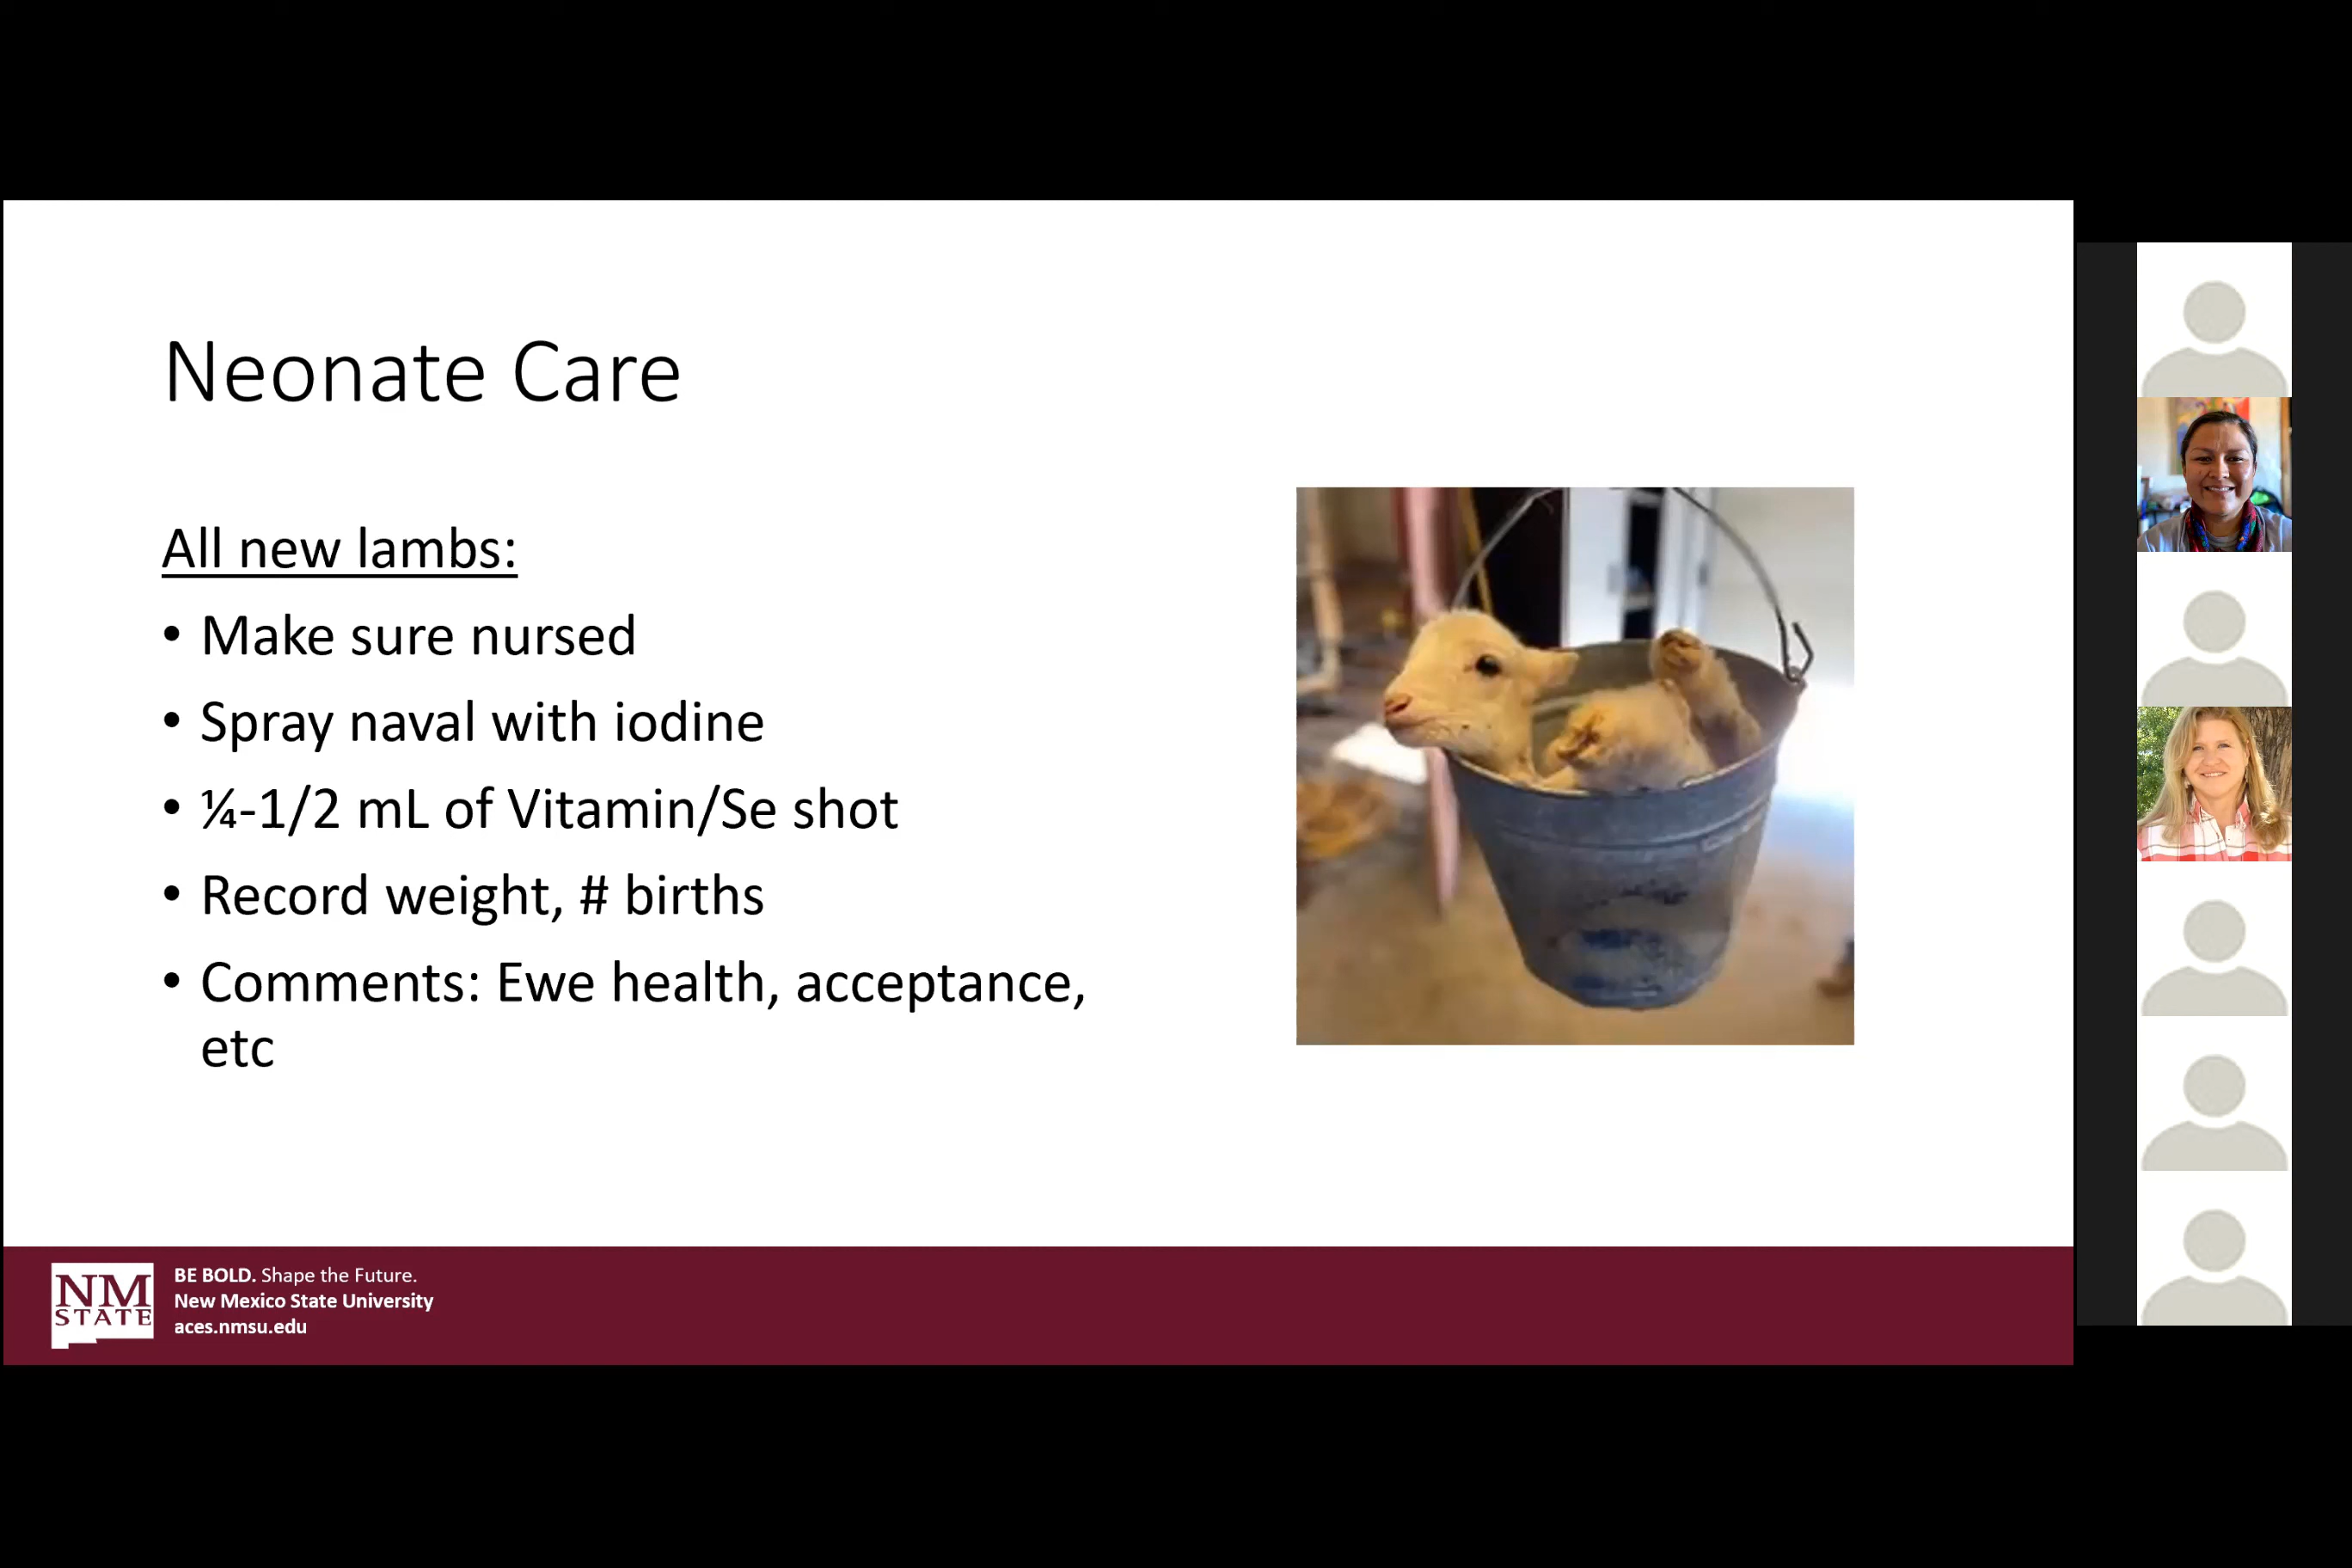 Neonate Care
All new lambs:
• Make sure nursed
• Spray naval with iodine
• ¼-1/2 mL of Vitamin/Se shot
• Record weight, # births
• Comments: Ewe health, acceptance,
etc
NM
STATE
BE BOLD. Shape the Future.
New Mexico State University
aces.nmsu.edu